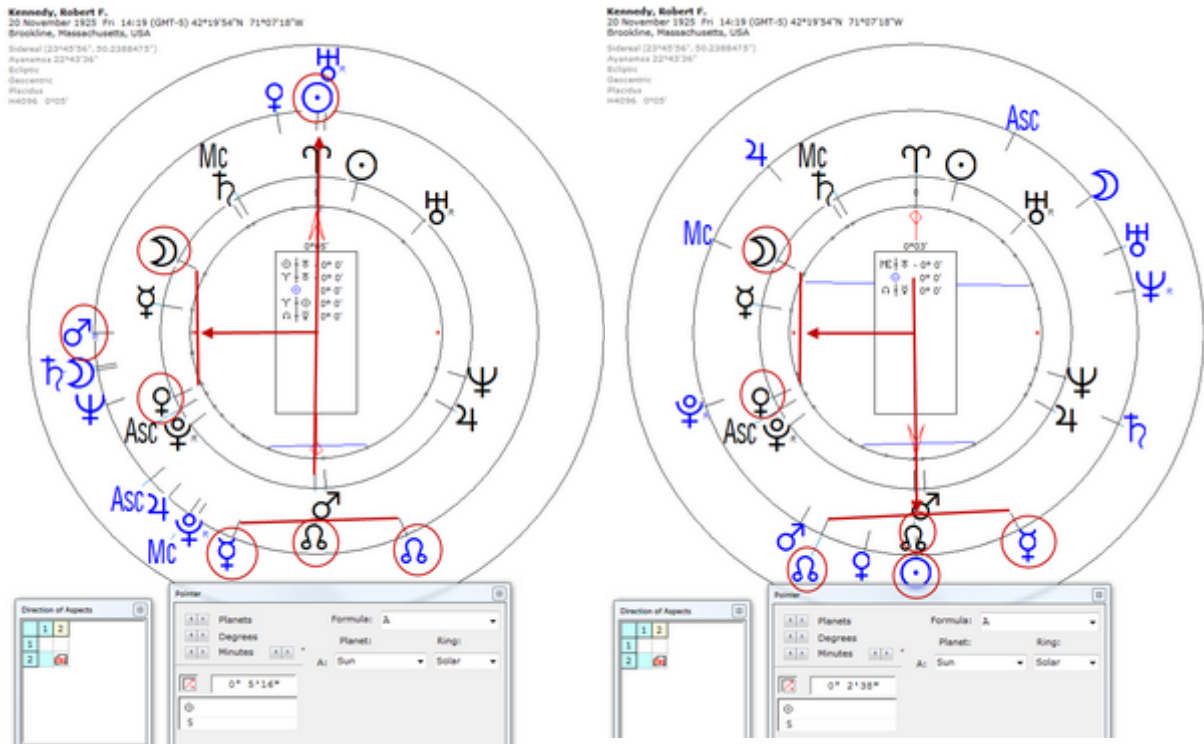 Kennedy, Robert F.
20 November 1925 Fri 14:19 (GMT-5) 42°19'54"N 71°07'18"W
Brookline, Massachusetts, USA
Sidereal (23°45'56", 50.2388475")
Ayanamsa 22°43'36"
Ecliptic
Geocentric
Placidus
H4096 0°05'
Mc
Asc
Asc
Mc
Direction of Aspects
1 2
1
2
Pointer
Planets
Degrees
Minutes
Formula: A
Planet: Ring:
A: Sun Solar
0° 5'16"
S
Kennedy, Robert F.
20 November 1925 Fri 14:19 (GMT-5) 42°19'54"N 71°07'18"W
Brookline, Massachusetts, USA
Sidereal (23°45'56", 50.2388475")
Ayanamsa 22°43'36"
Ecliptic
Geocentric
Placidus
H4096 0°05'
Asc
Mc
Mc
0°03'
Asc
Direction of Aspects
1 2
1
2
Pointer
Planets
Degrees
Minutes
Formula: A
Planet: Ring:
A: Sun Solar
0° 2'38"
S